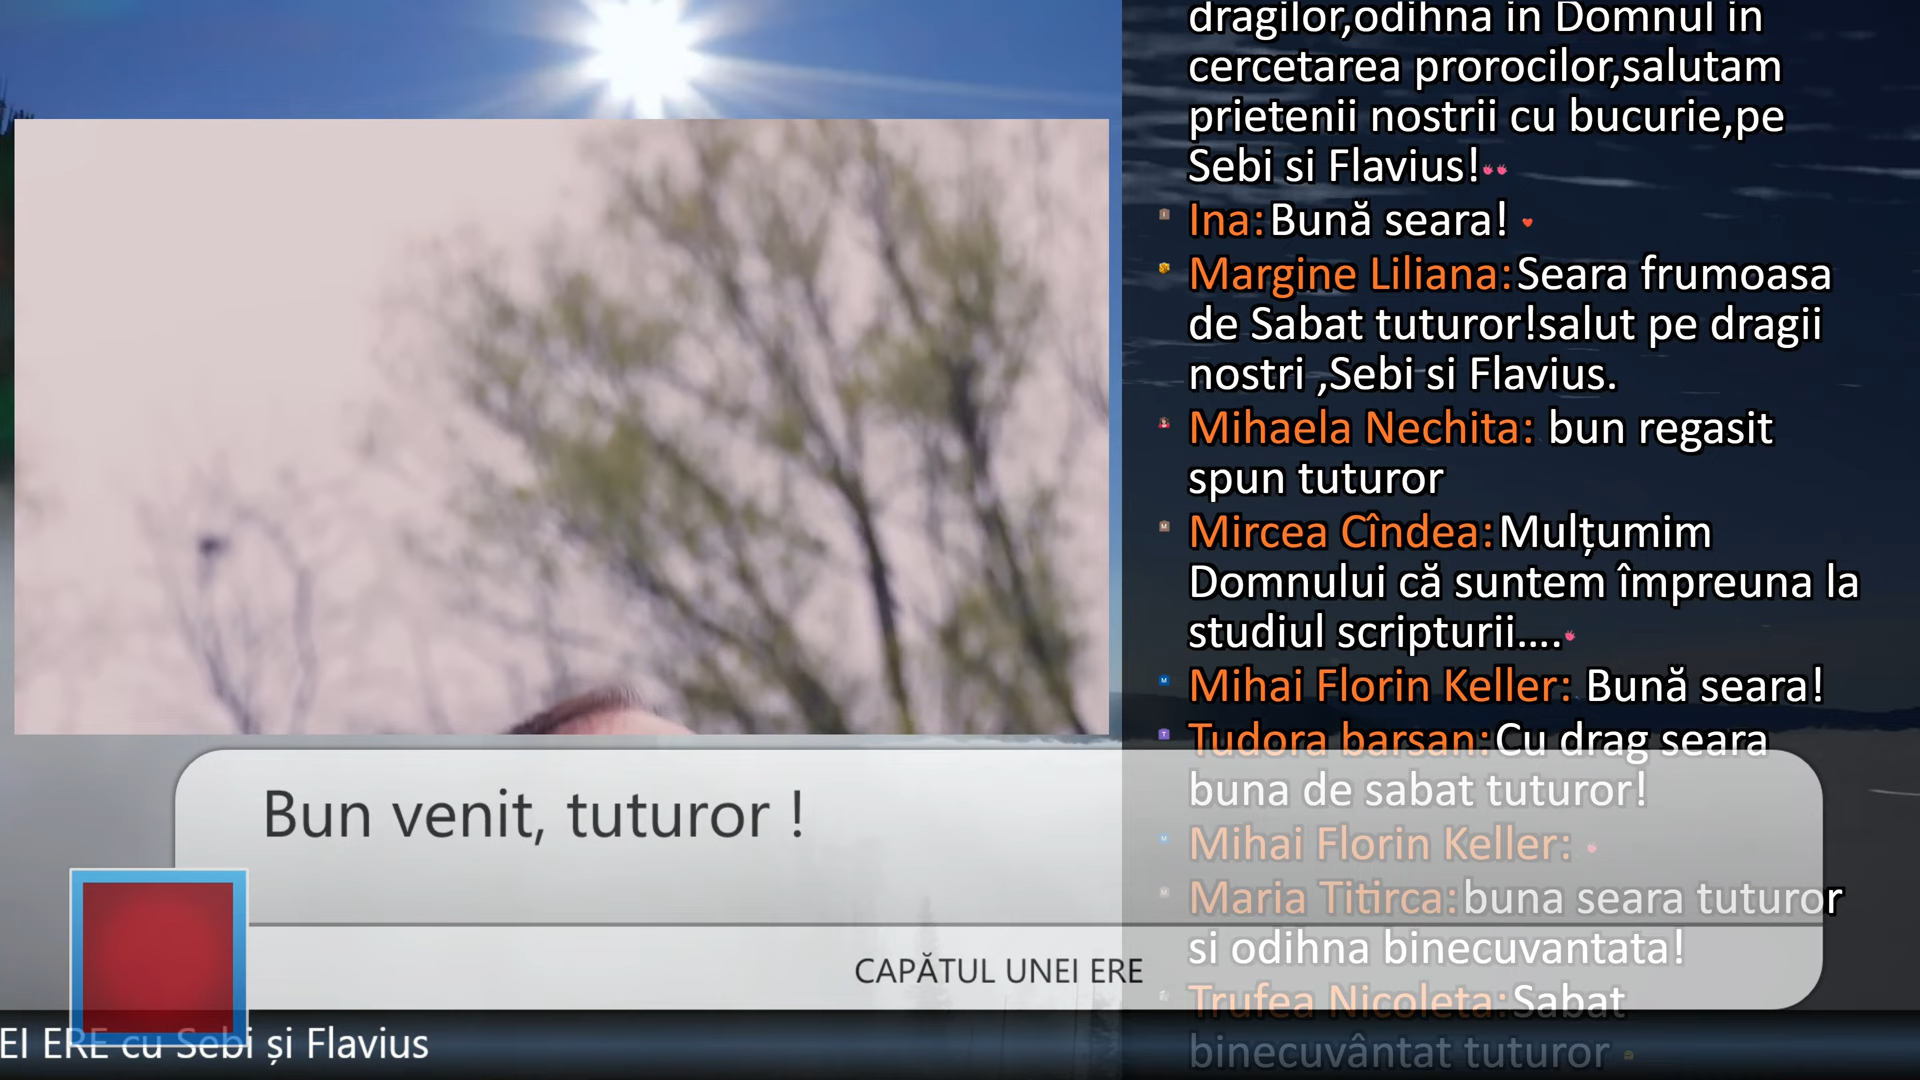 dragilor,odihna in Domnul in
cercetarea prorocilor,salutam
prietenii nostrii cu bucurie,pe
Sebi si Flavius!
Ina:Bună seara!
Margine Liliana:Seara frumoasa
de Sabat tuturor!salut pe dragii
nostri ,Sebi si Flavius.
Mihaela Nechita: bun regasit
spun tuturor
Mircea Cîndea:Mulțumim
Domnului că suntem împreuna la
studiul scripturii....
Mihai Florin Keller: Bună seara!
Tudora barsan:Cu drag seara
buna de sabat tuturor!
Mihai Florin Keller:
Maria Titirca:buna seara tuturor
si odihna binecuvantata!
Trufea Nicoleta:Sabat
binecuvântat tuturor
Bun venit, tuturor !
CAPĂTUL UNEI ERE
EI ERE cu Sebi și Flavius